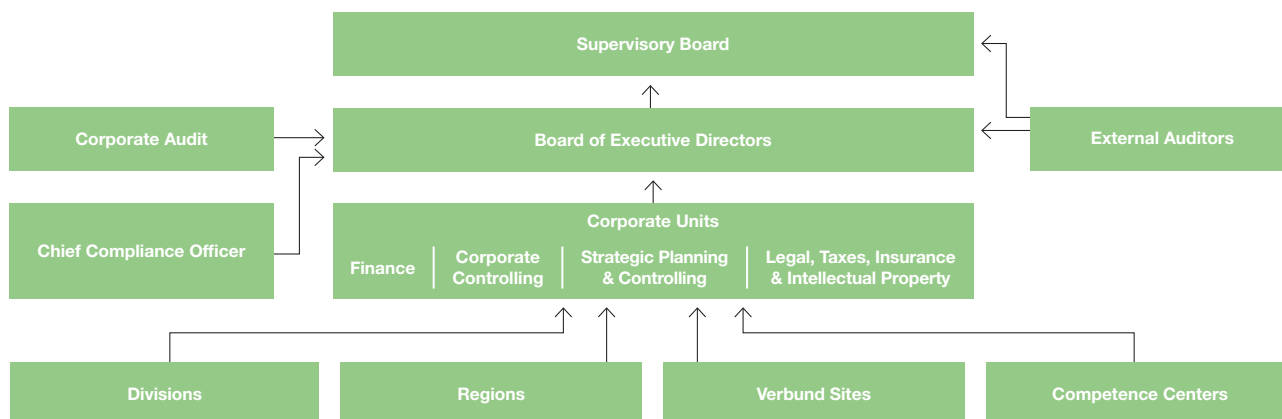 Supervisory Board
Corporate Audit
Board of Executive Directors
External Auditors
Chief Compliance Officer
Corporate Units
Finance
Corporate
Controlling
Strategic Planning
& Controlling
Legal, Taxes, Insurance
& Intellectual Property
Divisions
Regions
Verbund Sites
Competence Centers